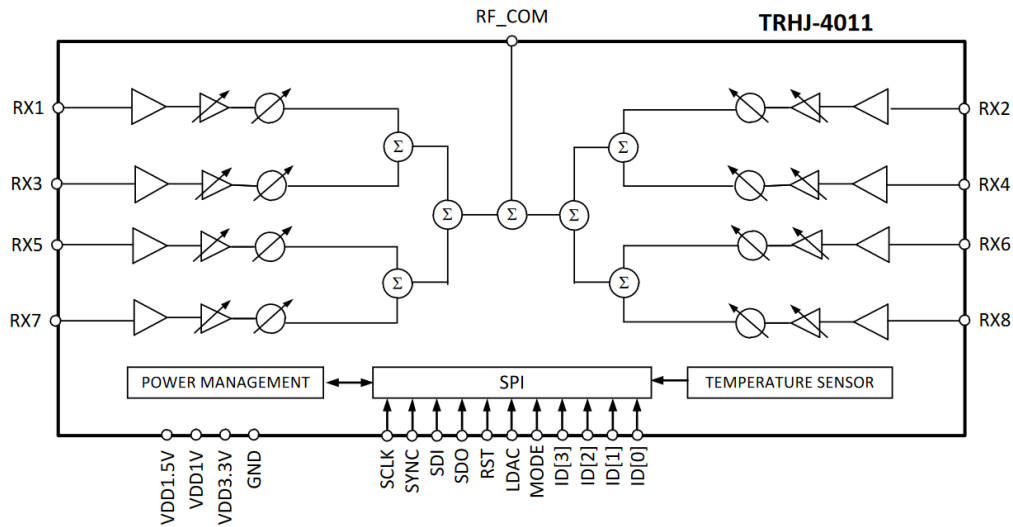 RF_COM
TRHJ-4011
RX1
RX2
Σ
Σ
RX3
RX4
Σ
Σ
Σ
RX5
RX6
Σ
Σ
RX7
RX8
POWER MANAGEMENT
SPI
TEMPERATURE SENSOR
VDD1.5V
VDD1V
VDD3.3V
GND
SCLK
SYNC
SDI
SDO
RST
LDAC
MODE
ID[3]
ID[2]
ID[1]
ID[0]